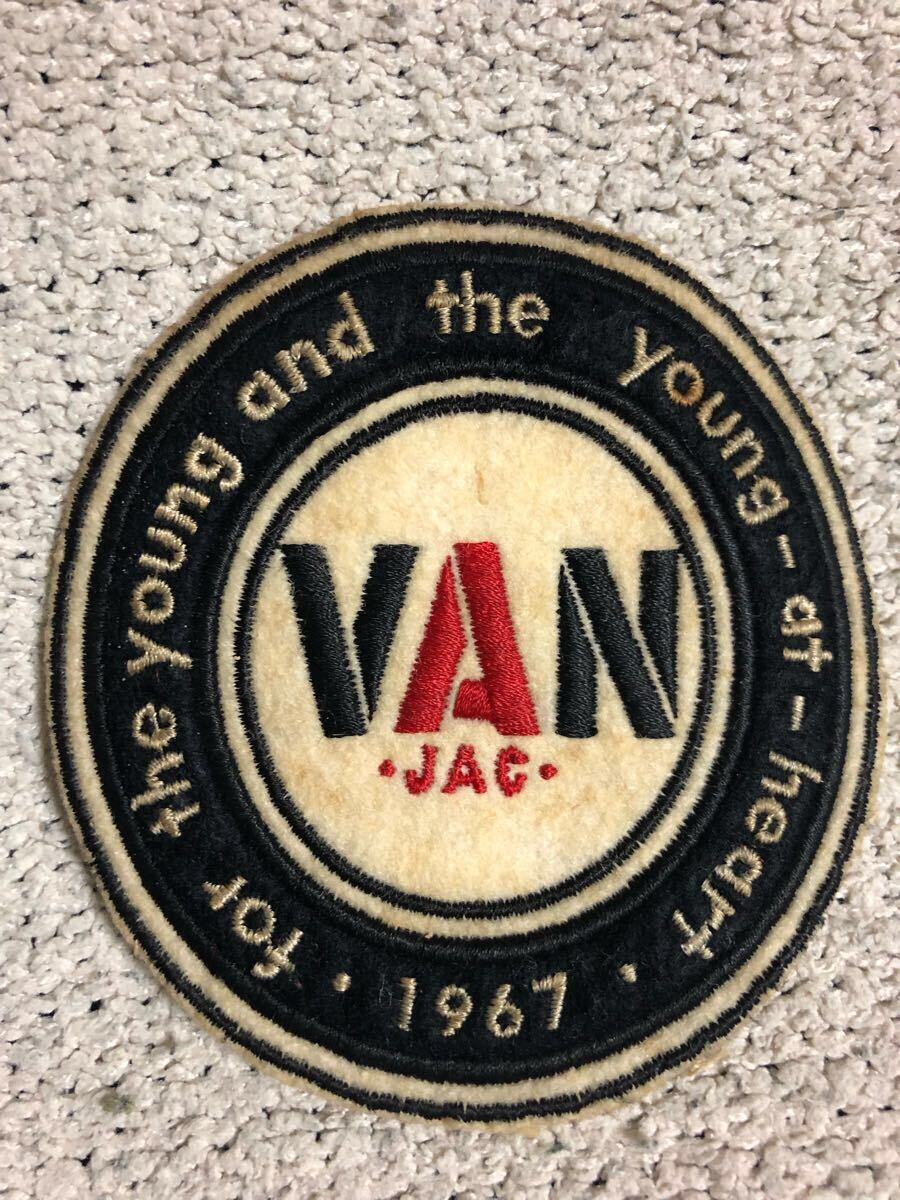 for the young and the young-at-heart
VAN
·JAC·
· 1967 ·